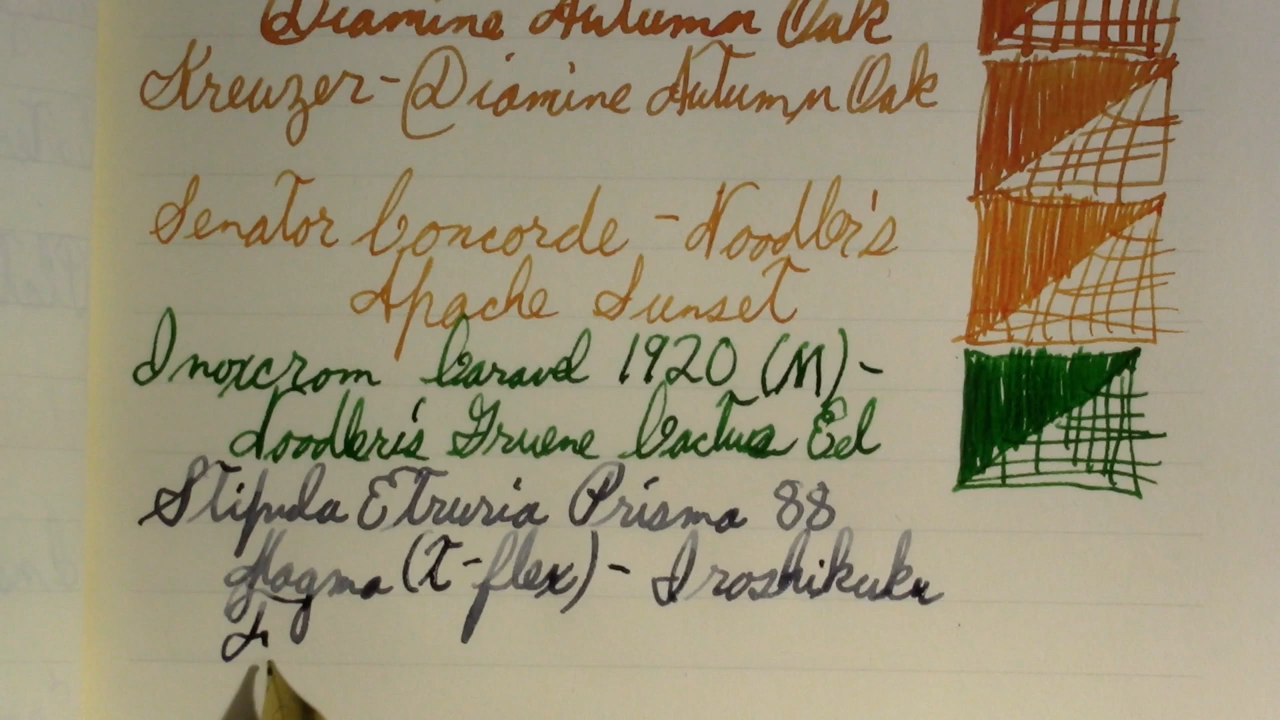 Diamine Autumn Oak
Kreuzer-Diamine Autumn Oak
Senator Concorde - Noodler's
Apache Sunset
Inoxcrom Caravel 1920 (M)-
Noodler's Gruene Cactus Eel
Stipula Etruria Prisma 88
Magma (T-flex) - Iroshikuku